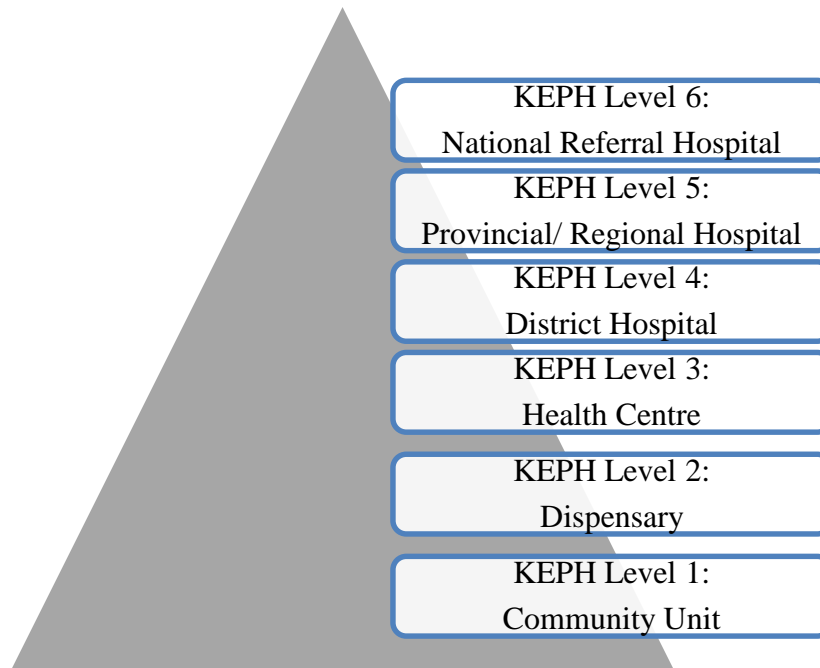 KEPH Level 6:
National Referral Hospital
KEPH Level 5:
Provincial/ Regional Hospital
KEPH Level 4:
District Hospital
KEPH Level 3:
Health Centre
KEPH Level 2:
Dispensary
KEPH Level 1:
Community Unit